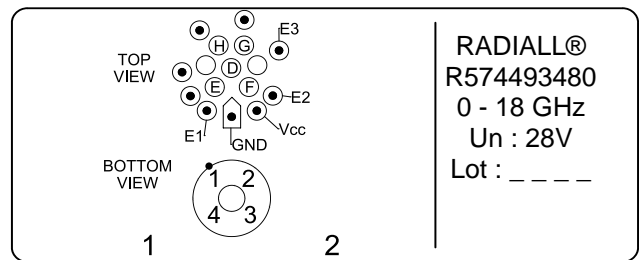 TOP
VIEW
H G
E3
D
E F
E2
E1
Vcc
GND
BOTTOM
VIEW
1 2
4 3
1 2
RADIALL®
R574493480
0 - 18 GHz
Un : 28V
Lot : _ _ _ _